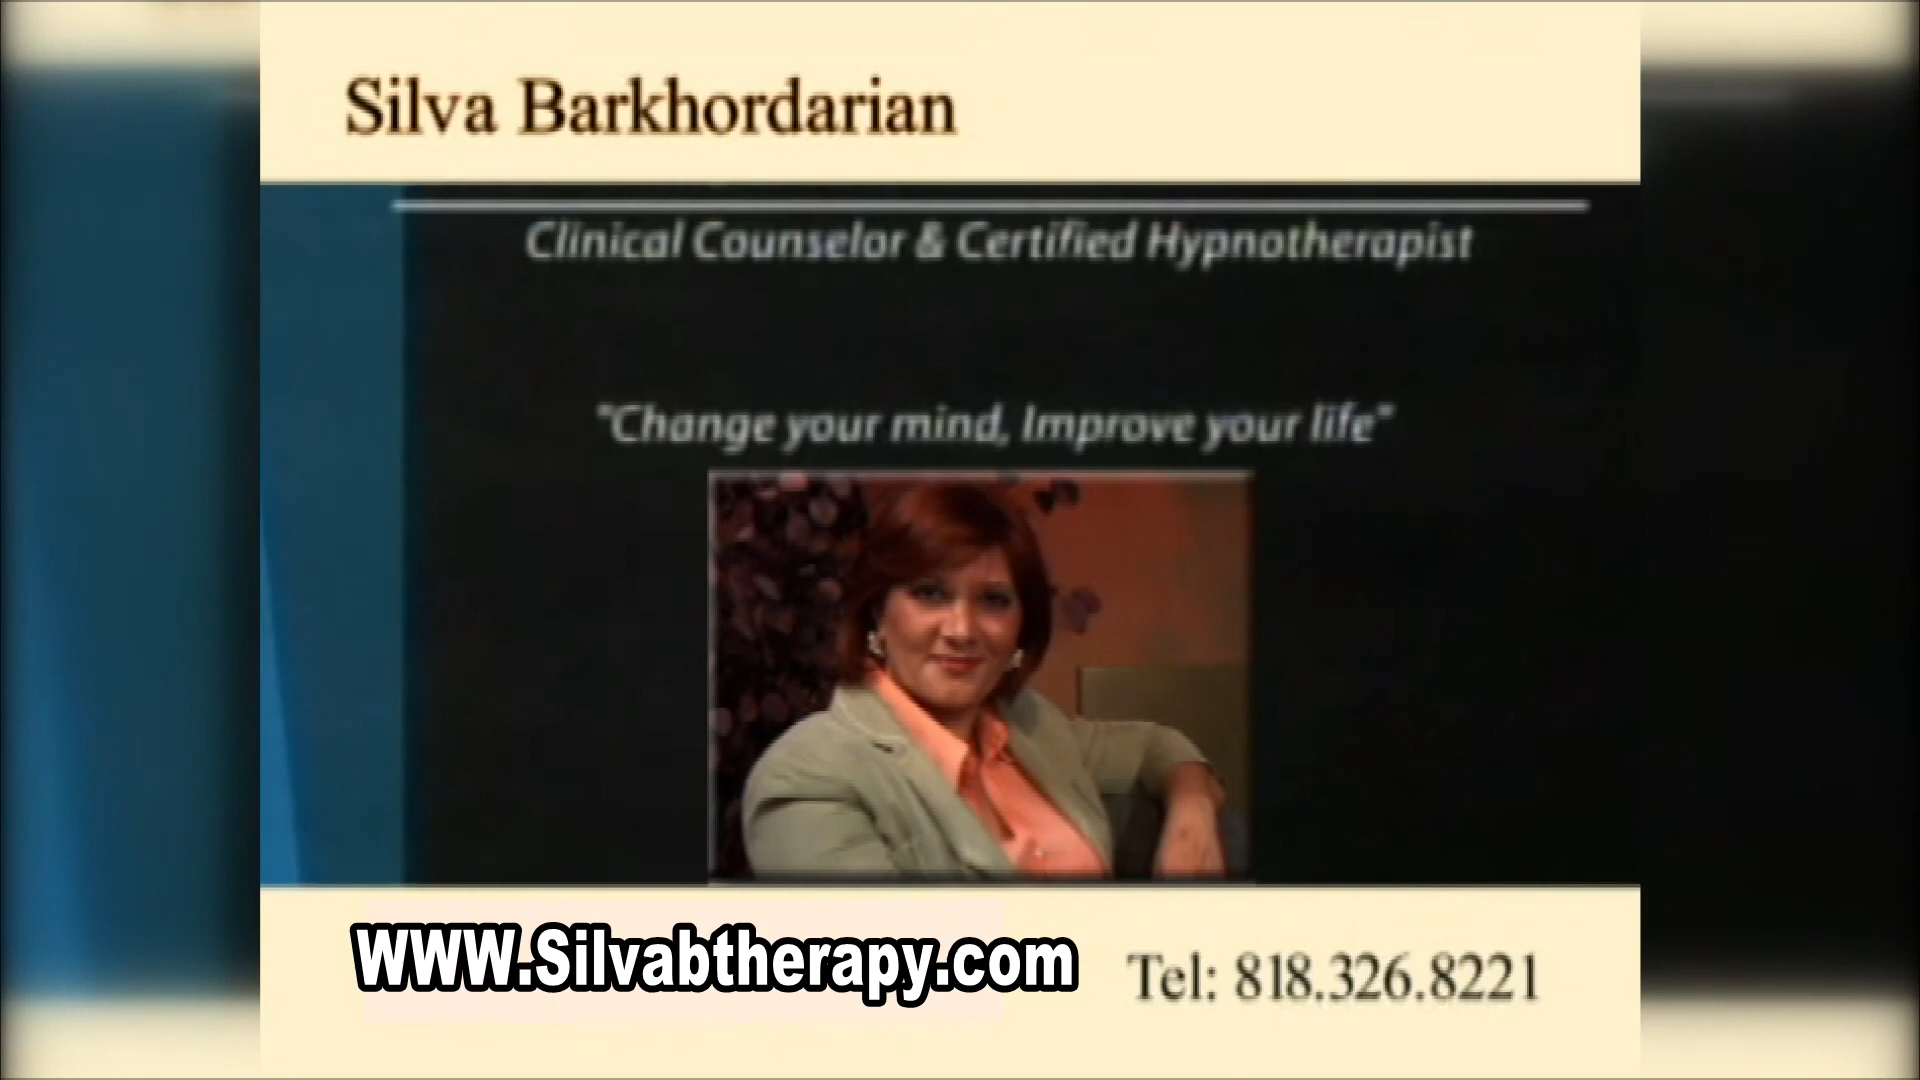 Silva Barkhordarian
Clinical Counselor & Certified Hypnotherapist
"Change your mind, Improve your life"
WWW.Silvabtherapy.com
Tel: 818.326.8221